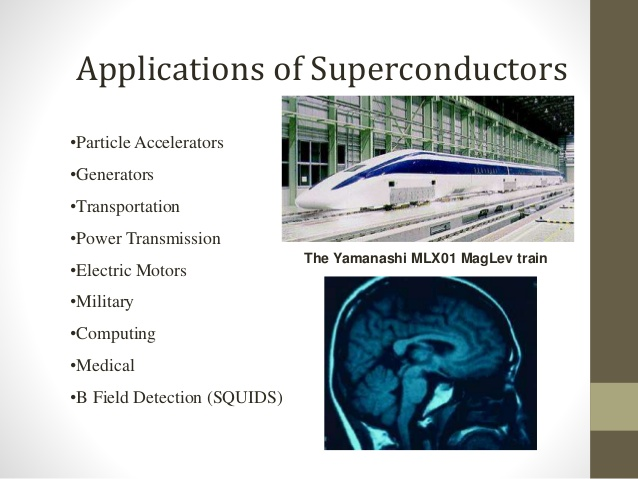 Applications of Superconductors
•Particle Accelerators
•Generators
•Transportation
•Power Transmission
•Electric Motors
•Military
•Computing
•Medical
•B Field Detection (SQUIDS)
The Yamanashi MLX01 MagLev train